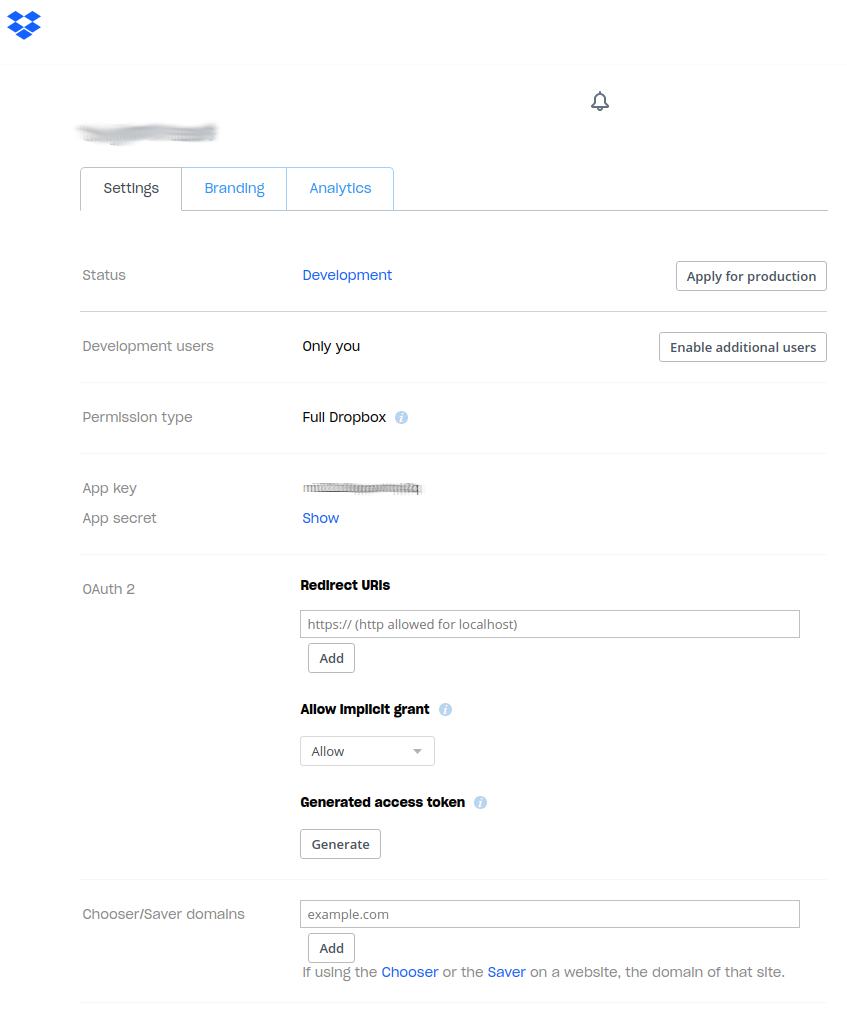 Settings Branding Analytics
Status Development Apply for production
Development users Only you Enable additional users
Permission type Full Dropbox
App key
App secret Show
OAuth 2 Redirect URIs
https:// (http allowed for localhost)
Add
Allow implicit grant
Allow
Generated access token
Generate
Chooser/Saver domains example.com
Add
If using the Chooser or the Saver on a website, the domain of that site.